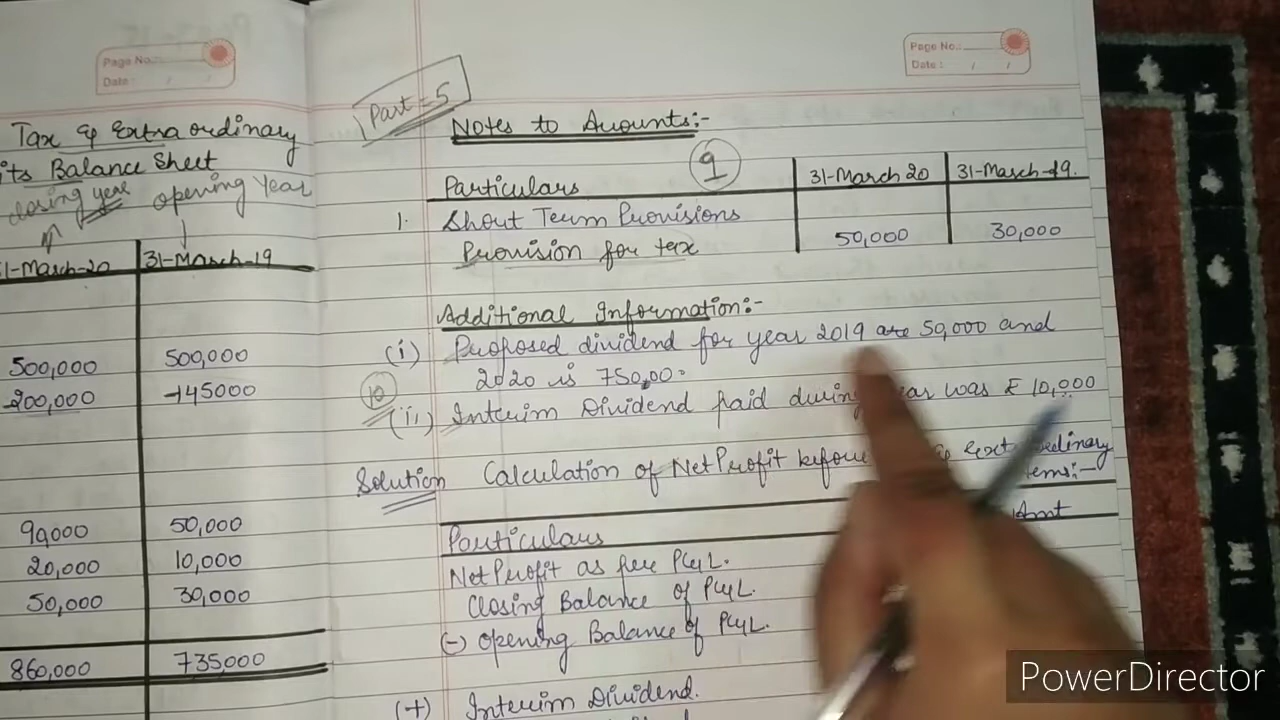 Page No.:
Date : / /
Tax & Extraordinary
its Balance Sheet
closing year opening Year
1-March-20 31-March-19
500,000 500,000
200,000 145000
90,000 50,000
20,000 10,000
50,000 30,000
860,000 735000
Page No.:
Date : / /
Part = 5
Notes to Accounts:-
9
Particulars 31-March 20 31-March-19.
1. Short Term Provisions
Provision for tax 50,000 30,000
Additional Information:-
(i) Proposed dividend for year 2019 are 50,000 and
2020 is 750,00.
10
(ii) Interim Dividend paid during was ₹ 10,000
Solution Calculation of Net Profit before & Extraordinary
Items:-
Particulars Amt
Net Profit as per P&L.
Closing Balance of P&L.
(-) Opening Balance of P&L.
(+) Interim Dividend.
PowerDirector